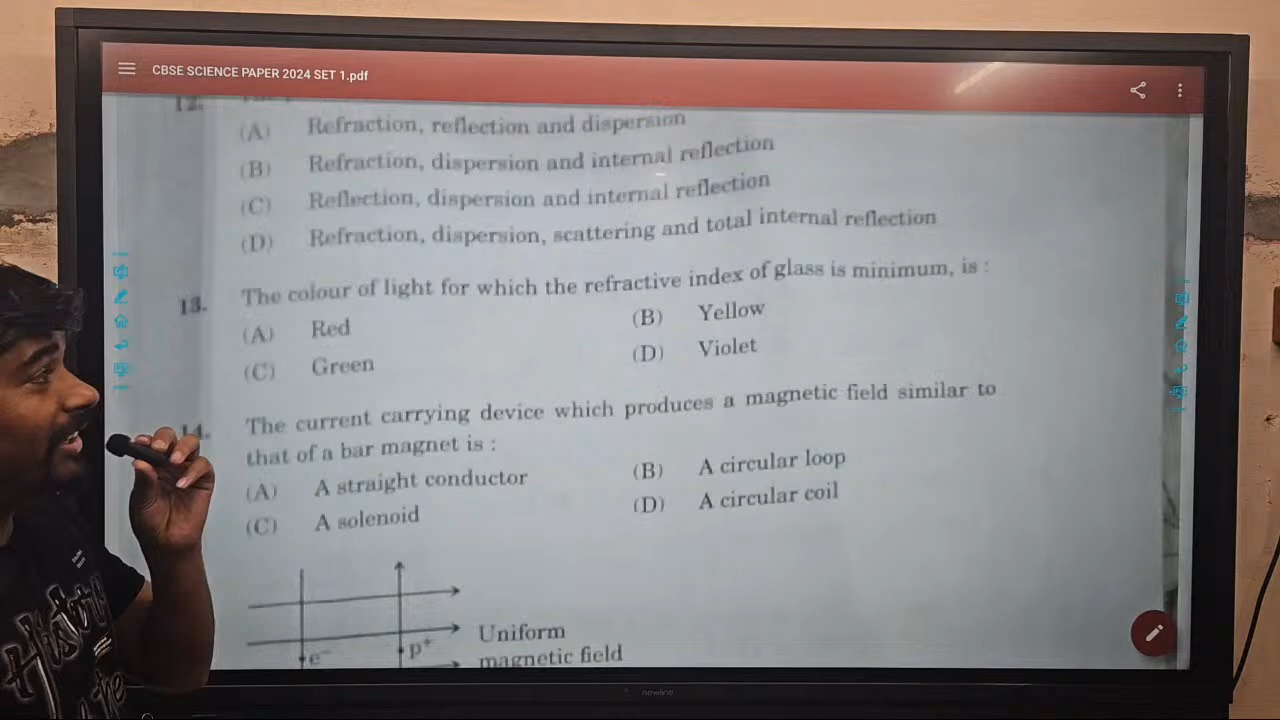 CBSE SCIENCE PAPER 2024 SET 1.pdf
12.
(A) Refraction, reflection and dispersion
(B) Refraction, dispersion and internal reflection
(C) Reflection, dispersion and internal reflection
(D) Refraction, dispersion, scattering and total internal reflection
13. The colour of light for which the refractive index of glass is minimum, is :
(A) Red (B) Yellow
(C) Green (D) Violet
14. The current carrying device which produces a magnetic field similar to
that of a bar magnet is :
(A) A straight conductor (B) A circular loop
(C) A solenoid (D) A circular coil
Uniform
e⁻ p⁺ magnetic field
newline